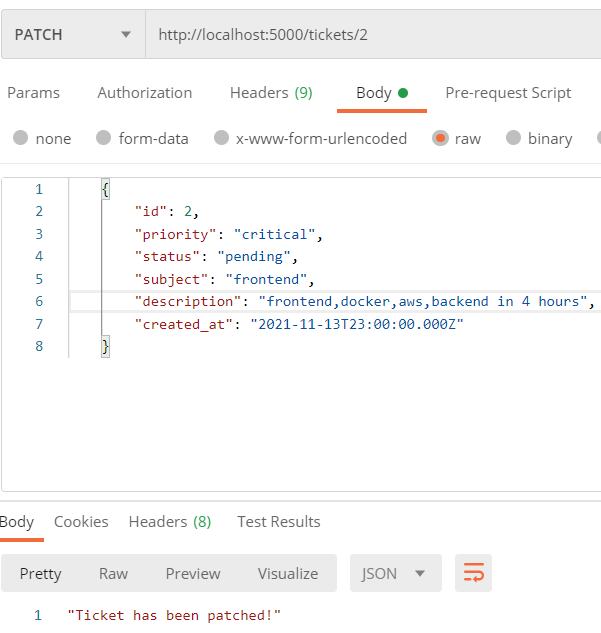 PATCH http://localhost:5000/tickets/2
Params Authorization Headers (9) Body Pre-request Script
none form-data x-www-form-urlencoded raw binary
1 {
2 "id": 2,
3 "priority": "critical",
4 "status": "pending",
5 "subject": "frontend",
6 "description": "frontend,docker,aws,backend in 4 hours",
7 "created_at": "2021-11-13T23:00:00.000Z"
8 }
Body Cookies Headers (8) Test Results
Pretty Raw Preview Visualize JSON
1 "Ticket has been patched!"